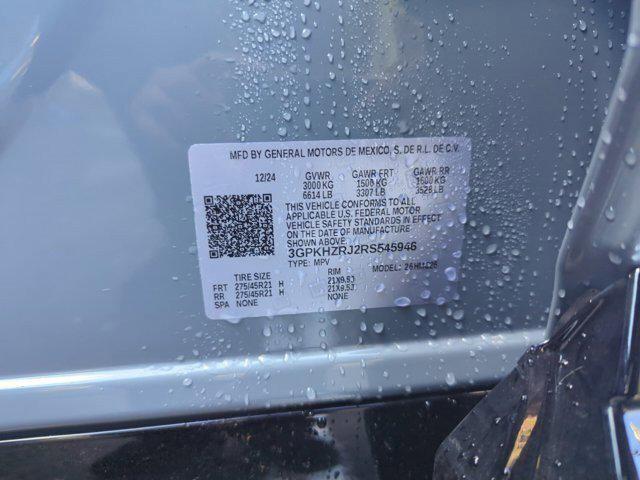 MFD BY GENERAL MOTORS DE MEXICO, S. DE R.L. DE C.V.
12/24 GVWR GAWR FRT GAWR RR
3000 KG 1500 KG 1600 KG
6614 LB 3307 LB 3528 LB
THIS VEHICLE CONFORMS TO ALL
APPLICABLE U.S. FEDERAL MOTOR
VEHICLE SAFETY STANDARDS IN EFFECT
ON THE DATE OF MANUFACTURE
SHOWN ABOVE.
3GPKHZRJ2RS545946
TYPE: MPV MODEL:
TIRE SIZE RIM
FRT 275/45R21 H 21X9.5J
RR 275/45R21 H 21X9.5J
SPA NONE NONE